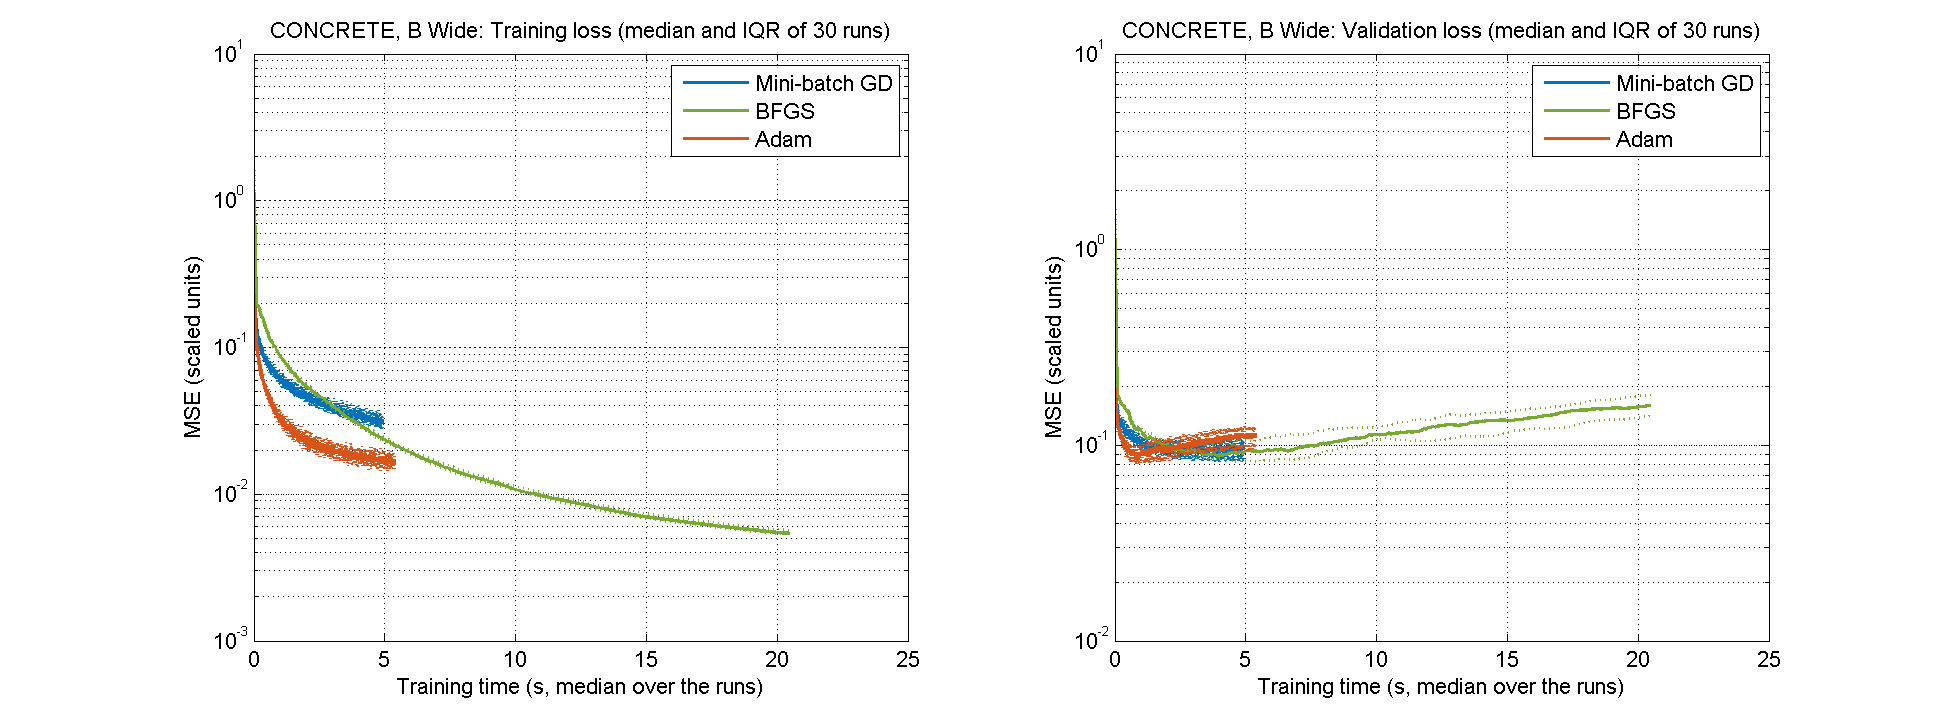 CONCRETE, B Wide: Training loss (median and IQR of 30 runs)
10^1
10^0
10^-1
10^-2
10^-3
MSE (scaled units)
Mini-batch GD
BFGS
Adam
0 5 10 15 20 25
Training time (s, median over the runs)
CONCRETE, B Wide: Validation loss (median and IQR of 30 runs)
10^1
10^0
10^-1
10^-2
MSE (scaled units)
Mini-batch GD
BFGS
Adam
0 5 10 15 20 25
Training time (s, median over the runs)